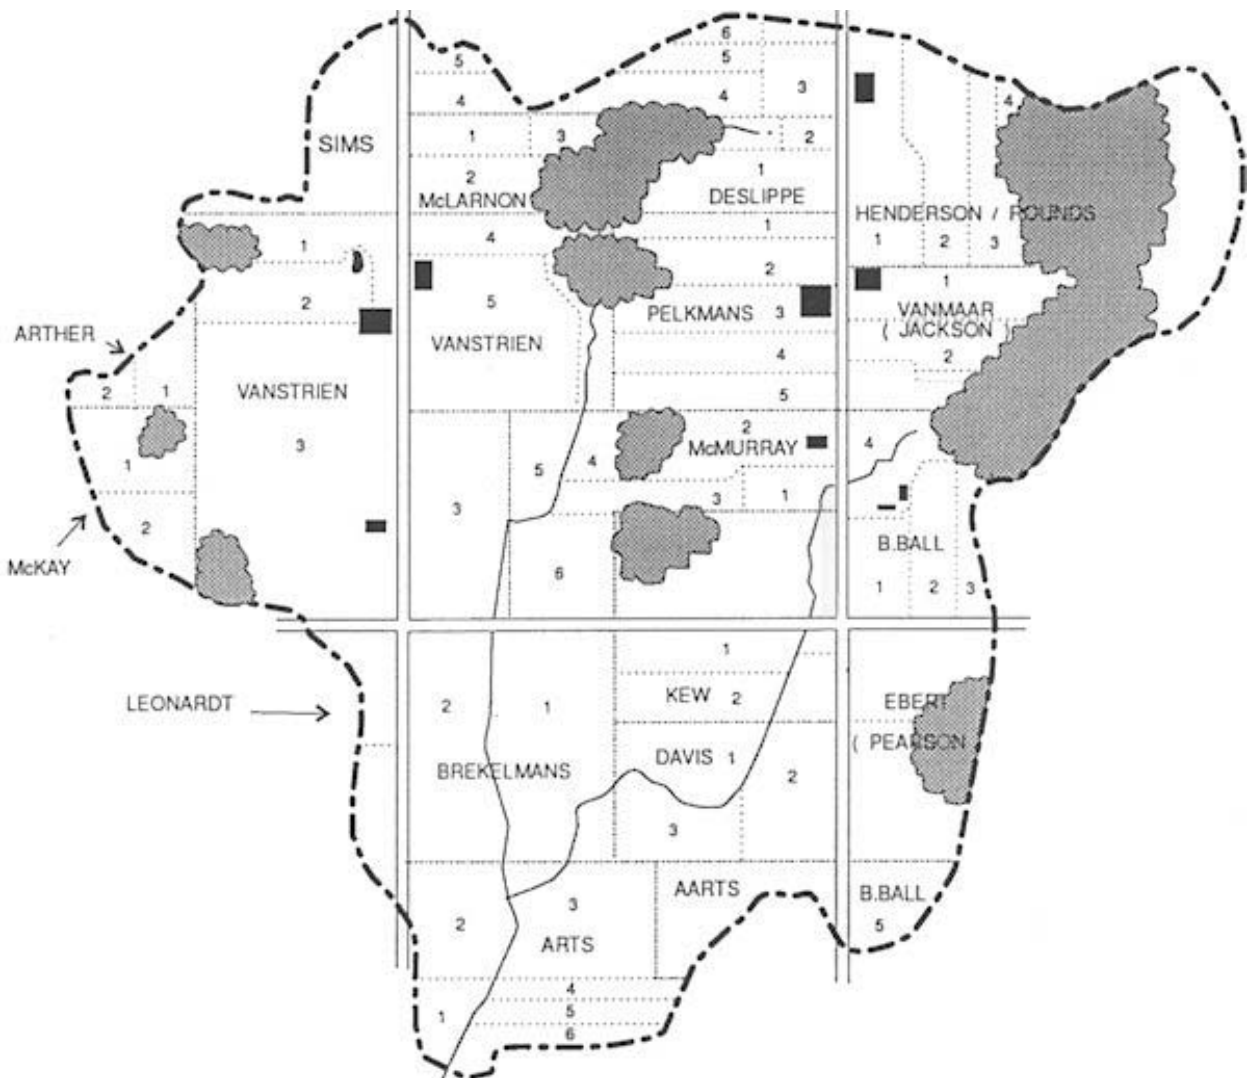 6
5
5
4
4
3
1
3
2
SIMS
2
1
McLARNON
DESLIPPE
HENDERSON / ROUNDS
1
4
1
1
2
3
4
2
1
2
5
PELKMANS
3
VANMAAR
( JACKSON )
ARTHER
VANSTRIEN
4
2
2
1
VANSTRIEN
5
3
2
McMURRAY
4
1
5
4
3
3
1
2
6
B.BALL
McKAY
1
2
3
1
LEONARDT
2
1
KEW
2
EBERT
( PEARSON )
DAVIS
1
BREKELMANS
2
3
AARTS
B.BALL
5
2
3
ARTS
4
1
5
6